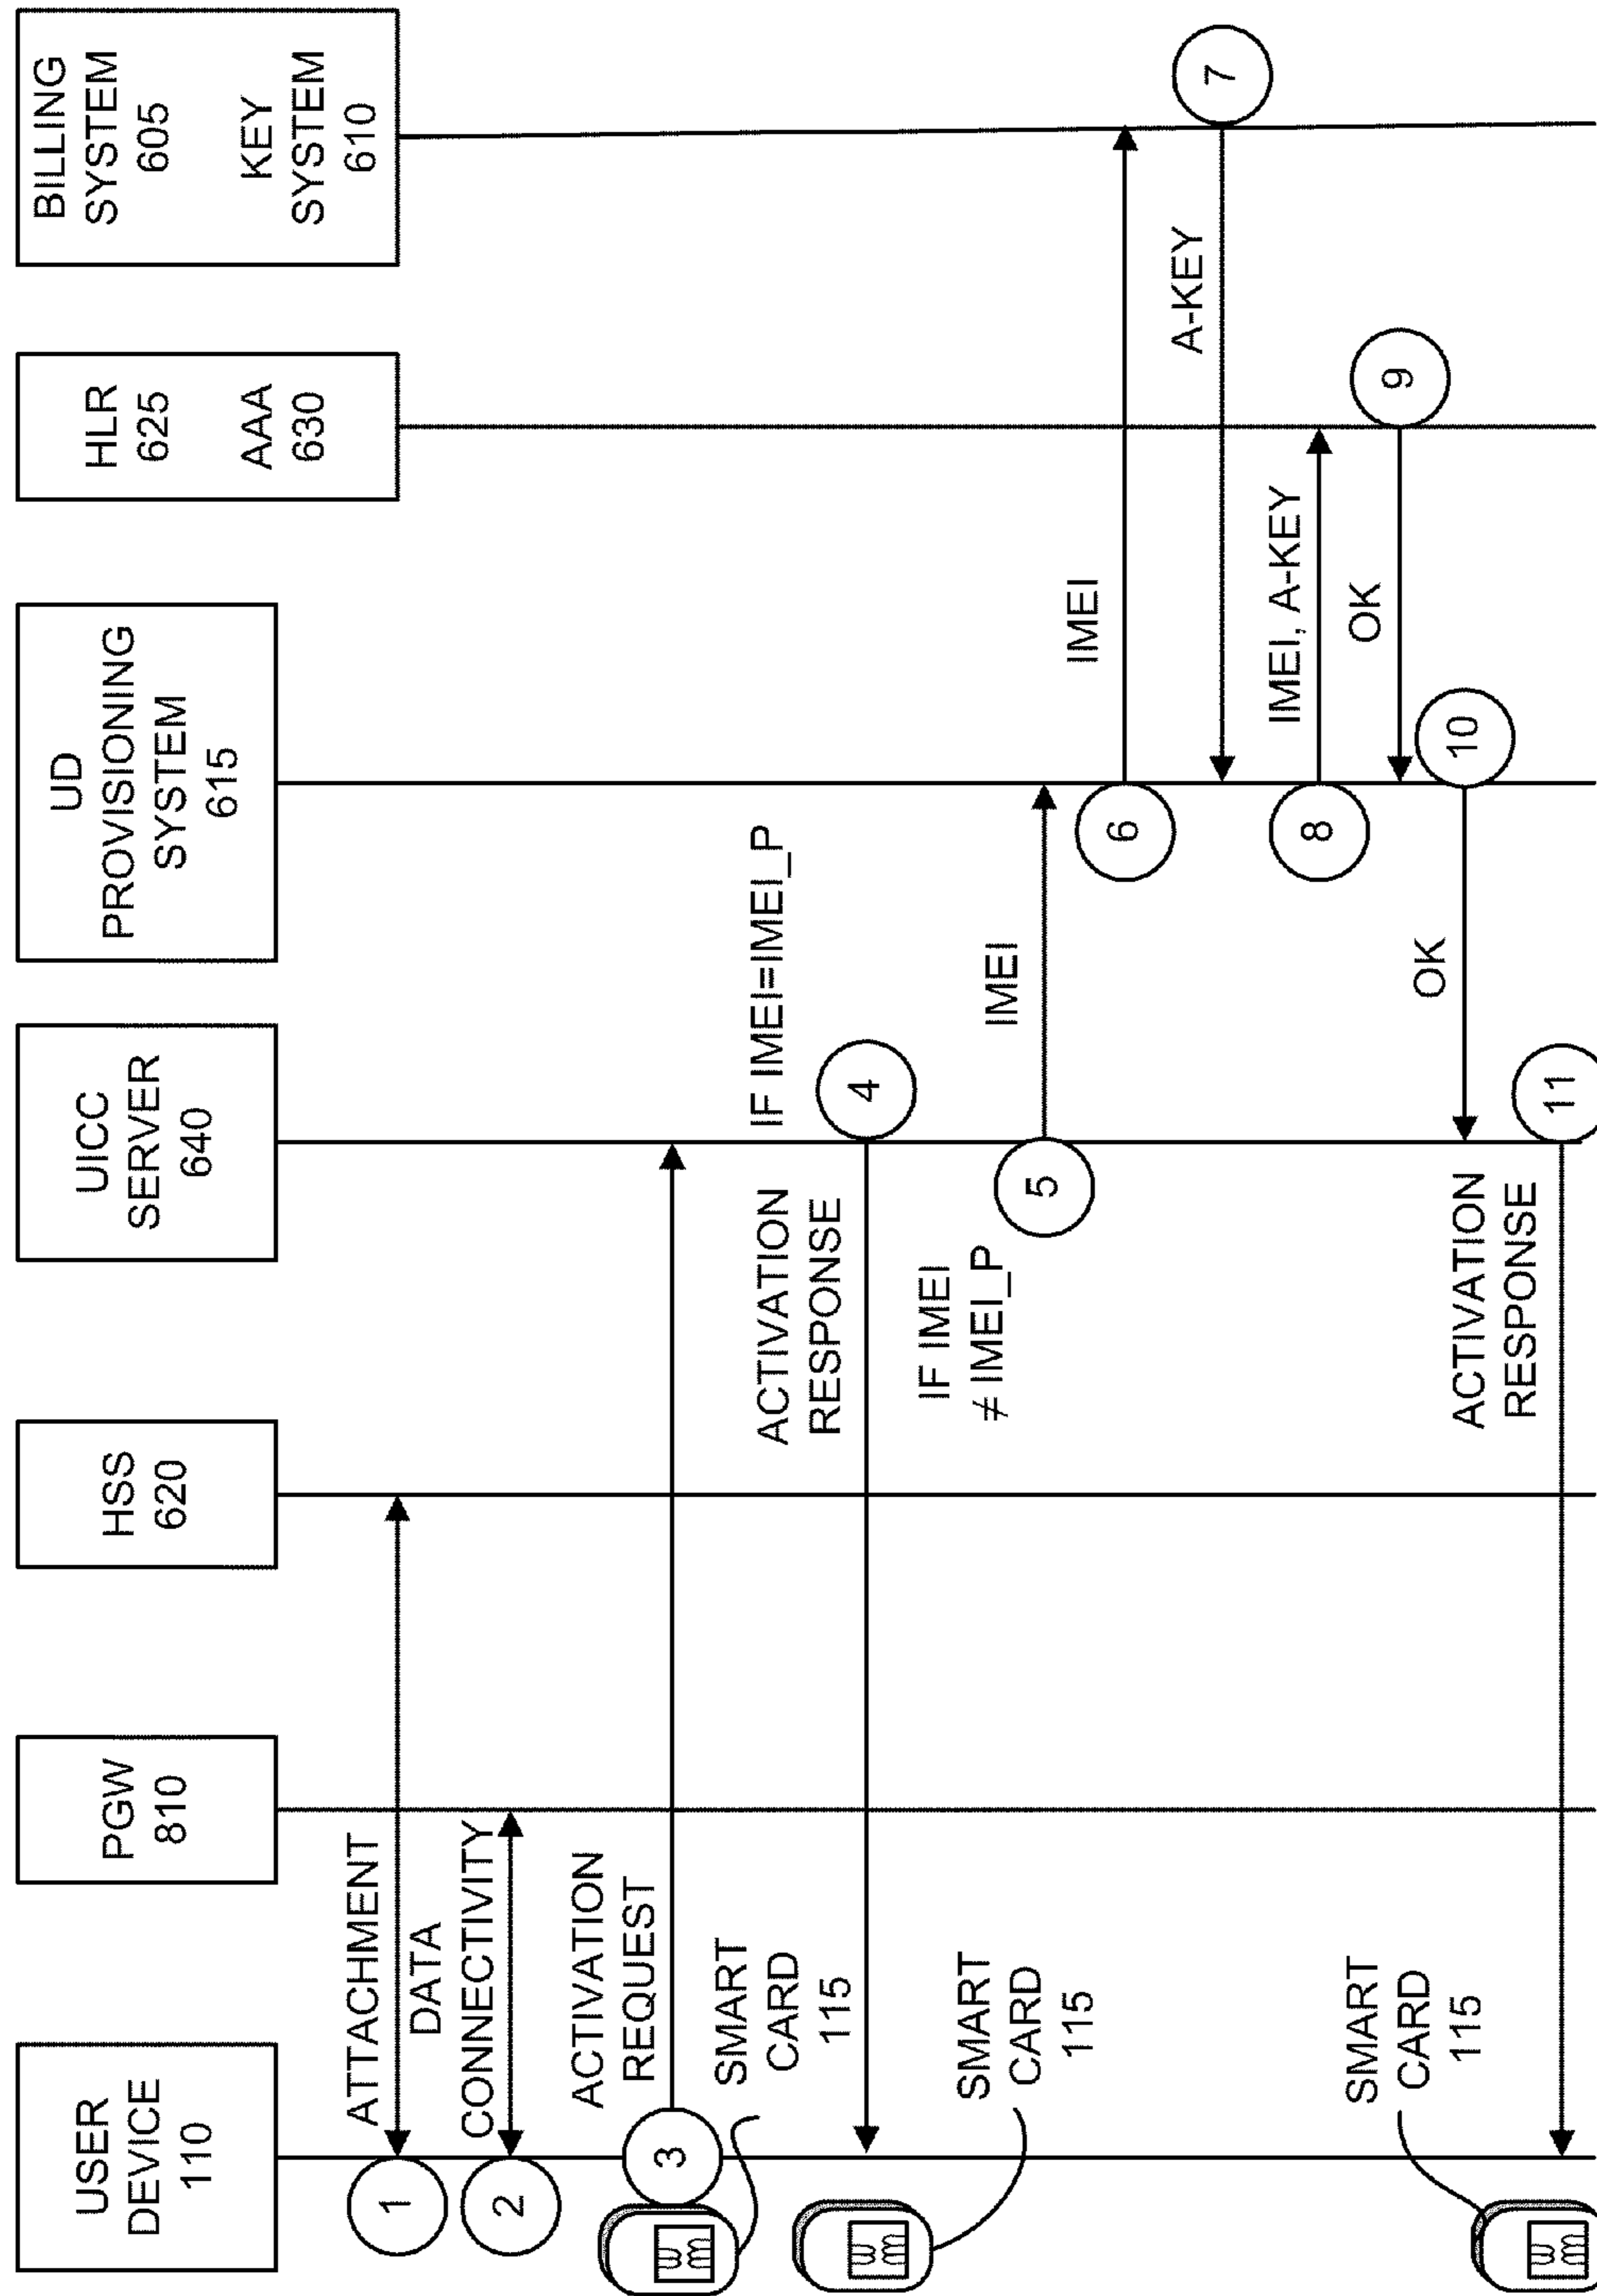 USER
DEVICE
110
PGW
810
HSS
620
UICC
SERVER
640
UD
PROVISIONING
SYSTEM
615
HLR
625
AAA
630
BILLING
SYSTEM
605
KEY
SYSTEM
610
1
ATTACHMENT
2
DATA
CONNECTIVITY
3
ACTIVATION
REQUEST
SMART
CARD
115
IF IMEI=IMEI_P
4
ACTIVATION
RESPONSE
SMART
CARD
115
IF IMEI
≠ IMEI_P
5
IMEI
6
IMEI
7
A-KEY
8
IMEI, A-KEY
9
OK
10
OK
11
ACTIVATION
RESPONSE
SMART
CARD
115